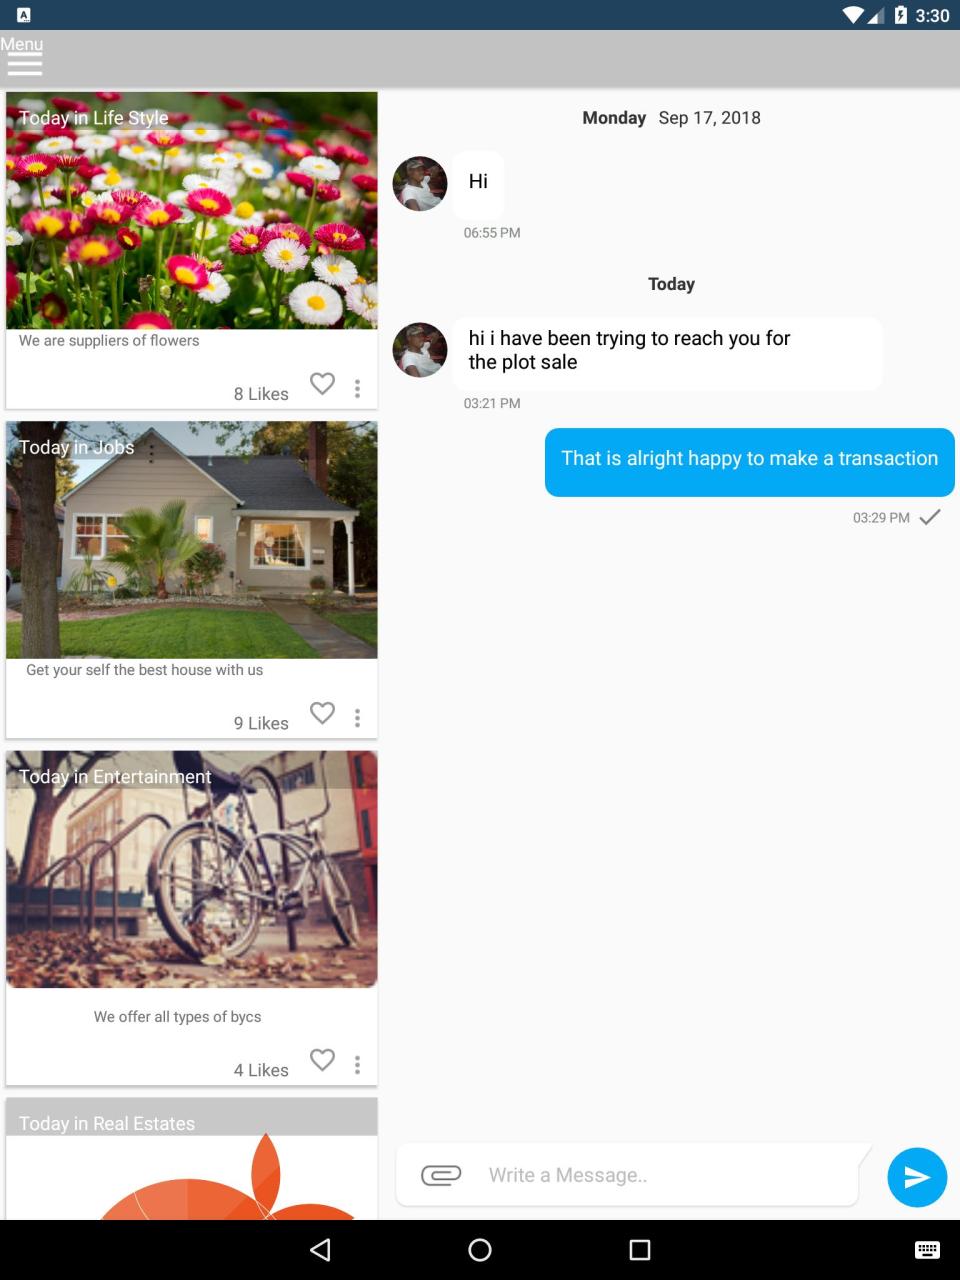 3:30
Menu
Today in Life Style
We are suppliers of flowers
8 Likes
Today in Jobs
Get your self the best house with us
9 Likes
Today in Entertainment
We offer all types of bycs
4 Likes
Today in Real Estates
Monday Sep 17, 2018
Hi
06:55 PM
Today
hi i have been trying to reach you for
the plot sale
03:21 PM
That is alright happy to make a transaction
03:29 PM
Write a Message..